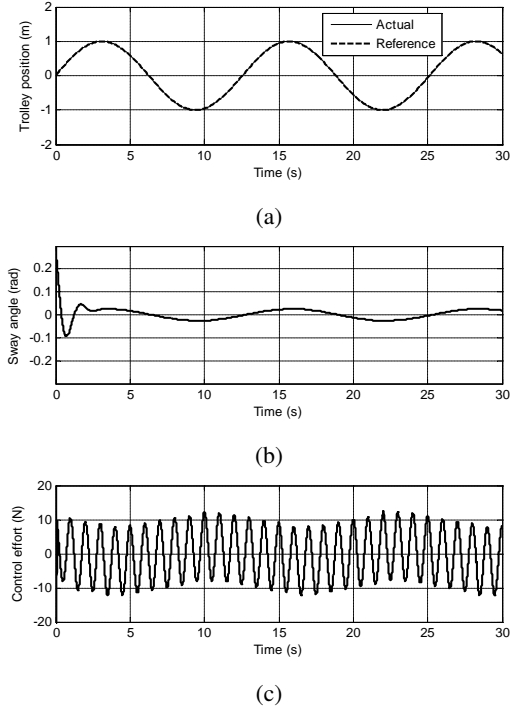 2
Actual
Reference
1
0
-1
-2
Trolley position (m)
0 5 10 15 20 25 30
Time (s)
(a)
0.2
0.1
0
-0.1
-0.2
Sway angle (rad)
0 5 10 15 20 25 30
Time (s)
(b)
20
10
0
-10
-20
Control effort (N)
0 5 10 15 20 25 30
Time (s)
(c)